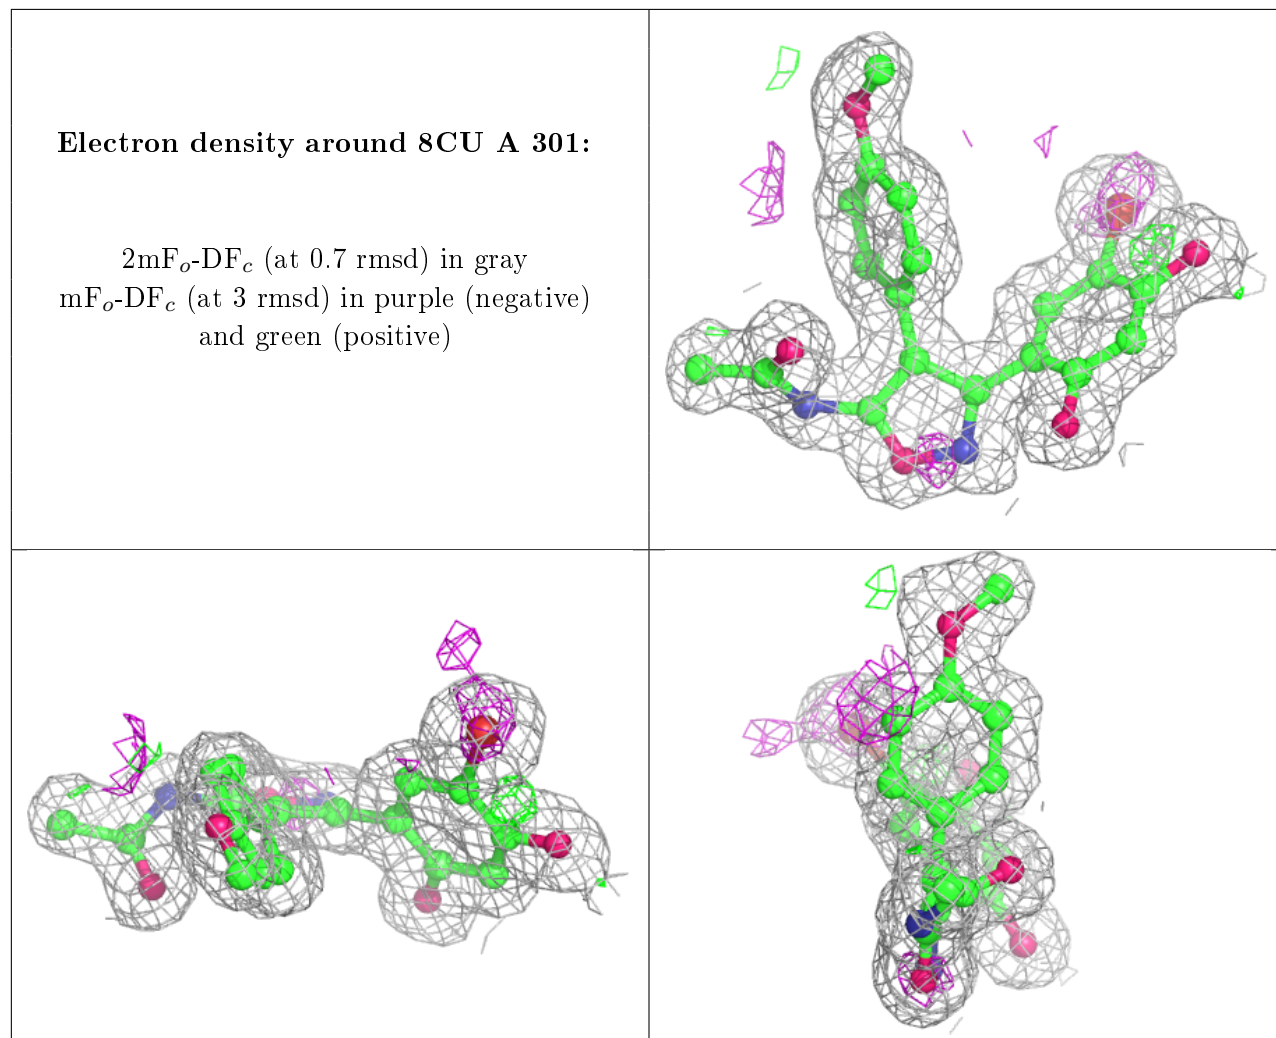 Electron density around 8CU A 301:
2mFₒ-DF𝒸 (at 0.7 rmsd) in gray
mFₒ-DF𝒸 (at 3 rmsd) in purple (negative)
and green (positive)